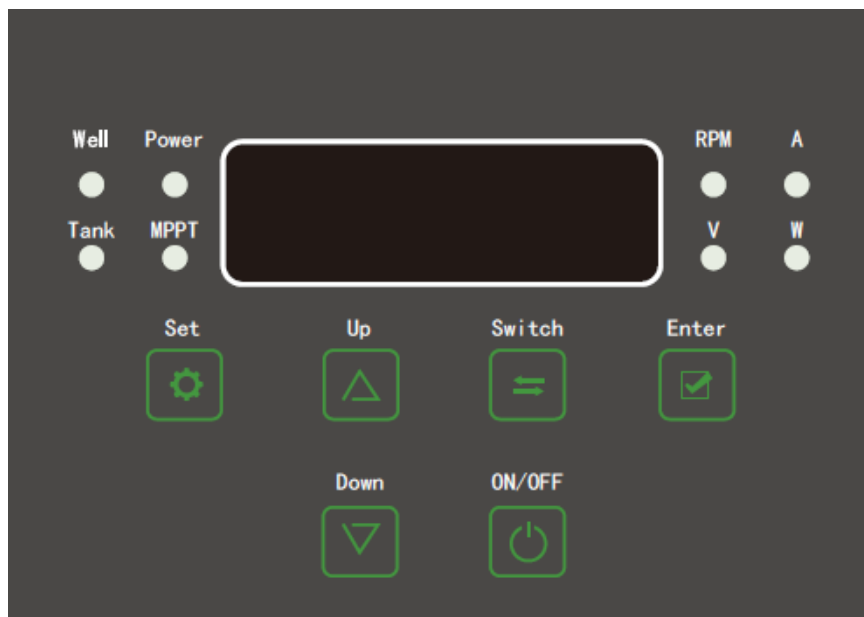 Well Power RPM A
Tank MPPT V W
Set Up Switch Enter
Down ON/OFF